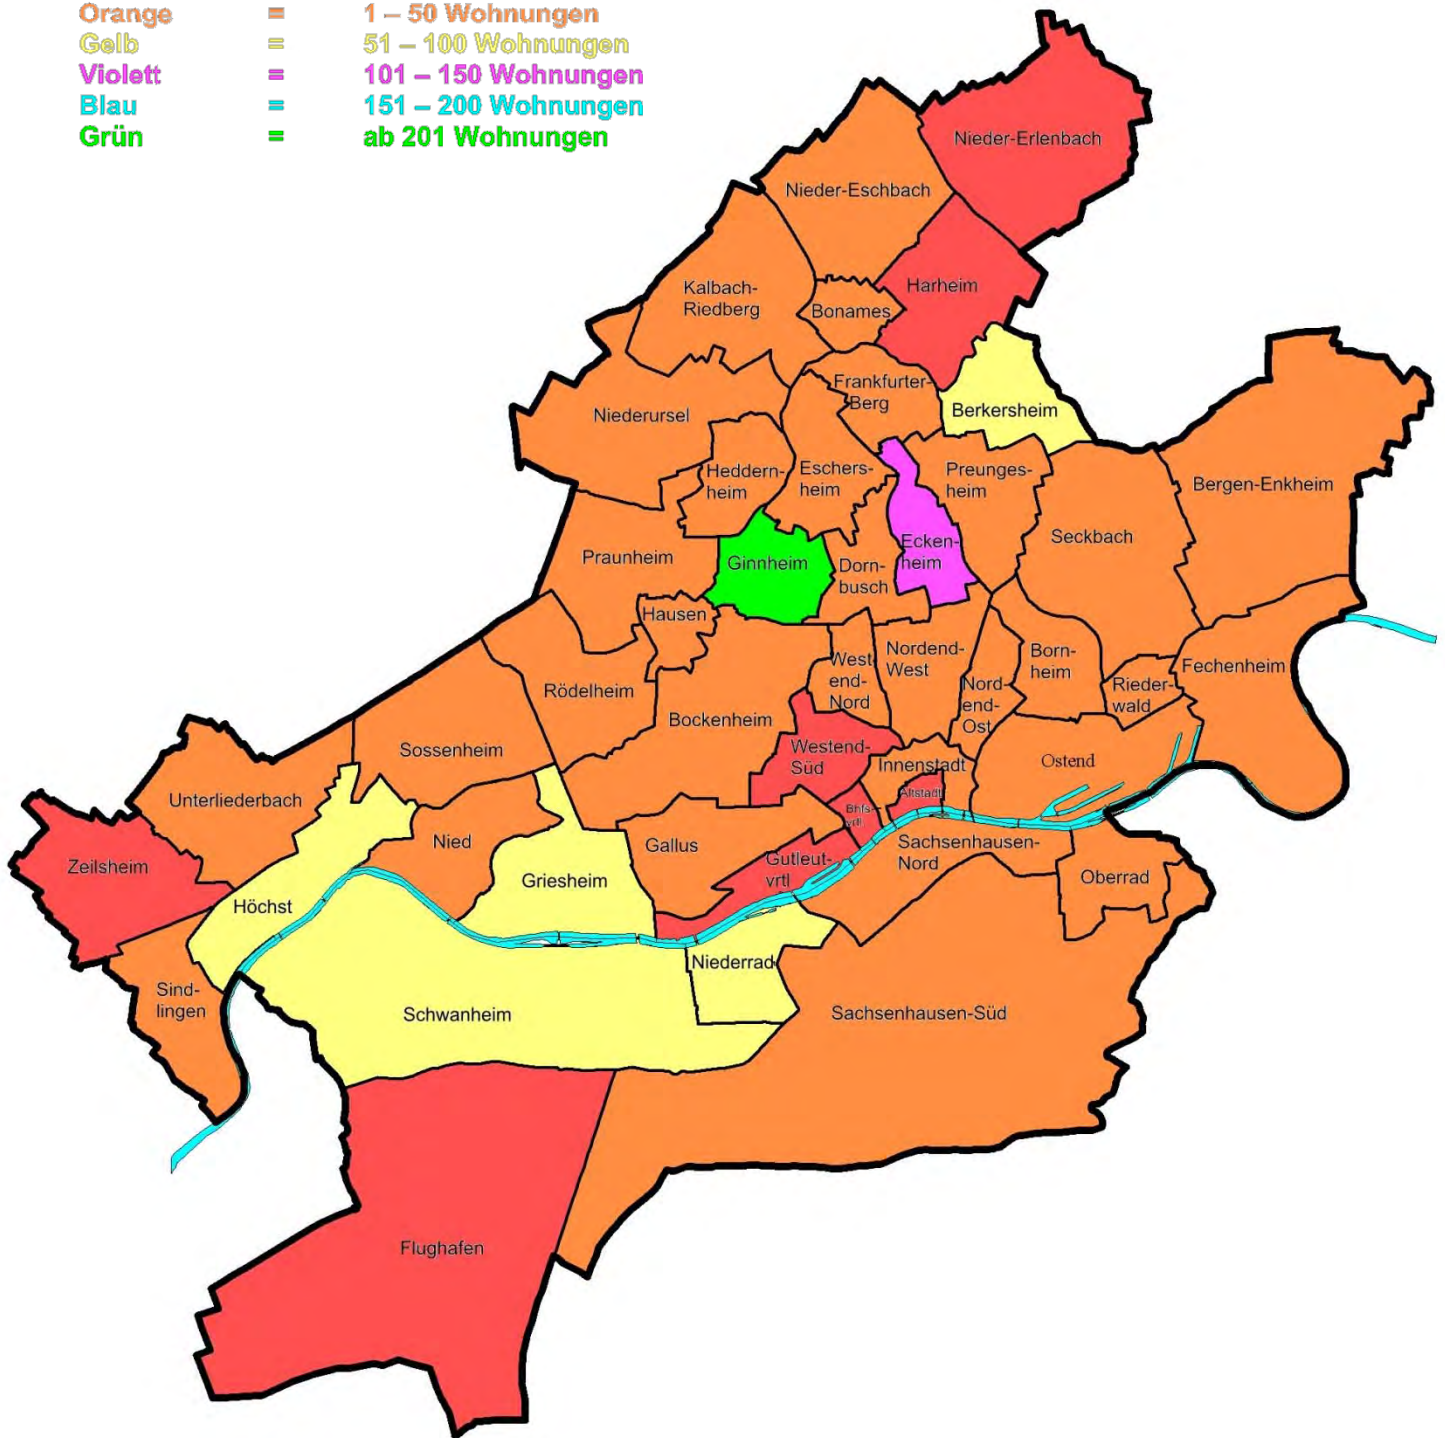 Orange = 1 – 50 Wohnungen
Gelb = 51 – 100 Wohnungen
Violett = 101 – 150 Wohnungen
Blau = 151 – 200 Wohnungen
Grün = ab 201 Wohnungen
Nieder-Erlenbach
Nieder-Eschbach
Harheim
Kalbach-
Riedberg
Bonames
Frankfurter-
Berg
Berkersheim
Niederursel
Heddern-
heim
Eschers-
heim
Preunges-
heim
Bergen-Enkheim
Seckbach
Ecken-
heim
Praunheim
Ginnheim
Dorn-
busch
Hausen
West-
end-
Nord
Nordend-
West
Born-
heim
Fechenheim
Rödelheim
Nord-
end-
Ost
Rieder-
wald
Bockenheim
Sossenheim
Westend-
Süd
Innenstadt
Ostend
Unterliederbach
Altstadt
Bhfs-
vrtl.
Nied
Gallus
Sachsenhausen-
Nord
Zeilsheim
Gutleut-
vrtl
Oberrad
Griesheim
Höchst
Niederrad
Sind-
lingen
Schwanheim
Sachsenhausen-Süd
Flughafen